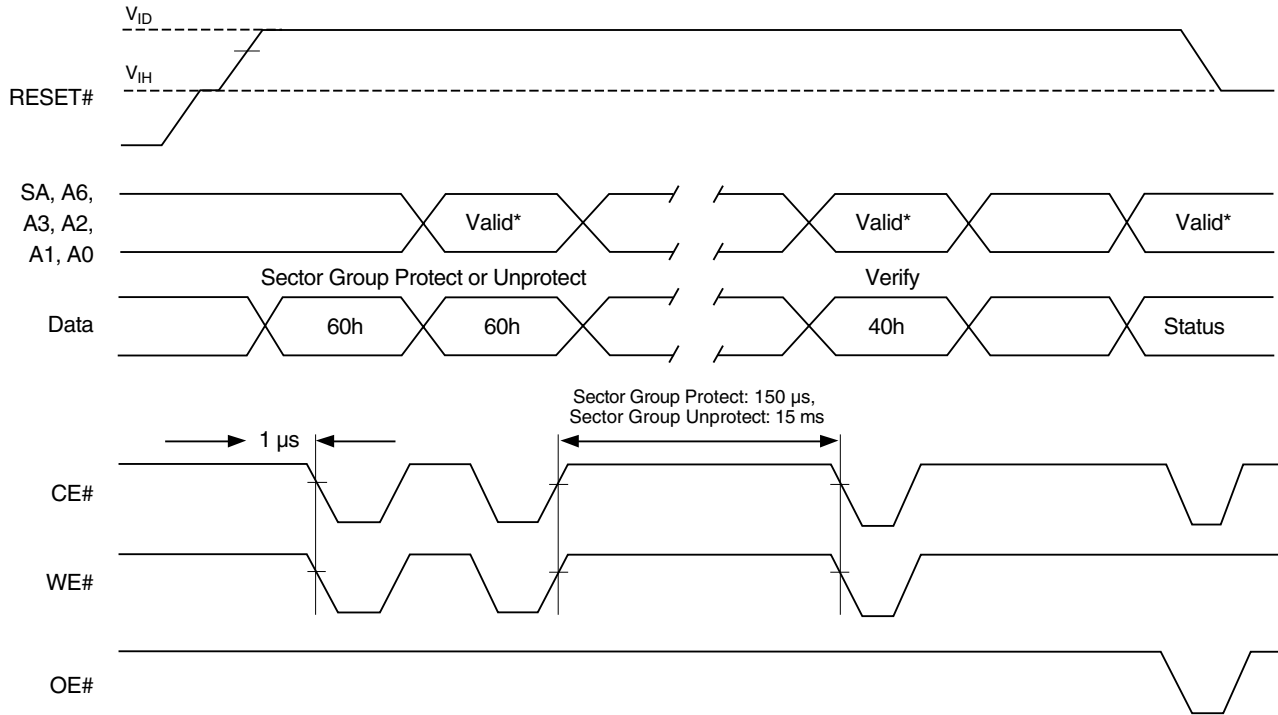 VID
VIH
RESET#
SA, A6,
A3, A2,
A1, A0
Valid*
Valid*
Valid*
Sector Group Protect or Unprotect
Verify
Data
60h
60h
40h
Status
Sector Group Protect: 150 µs,
Sector Group Unprotect: 15 ms
1 µs
CE#
WE#
OE#